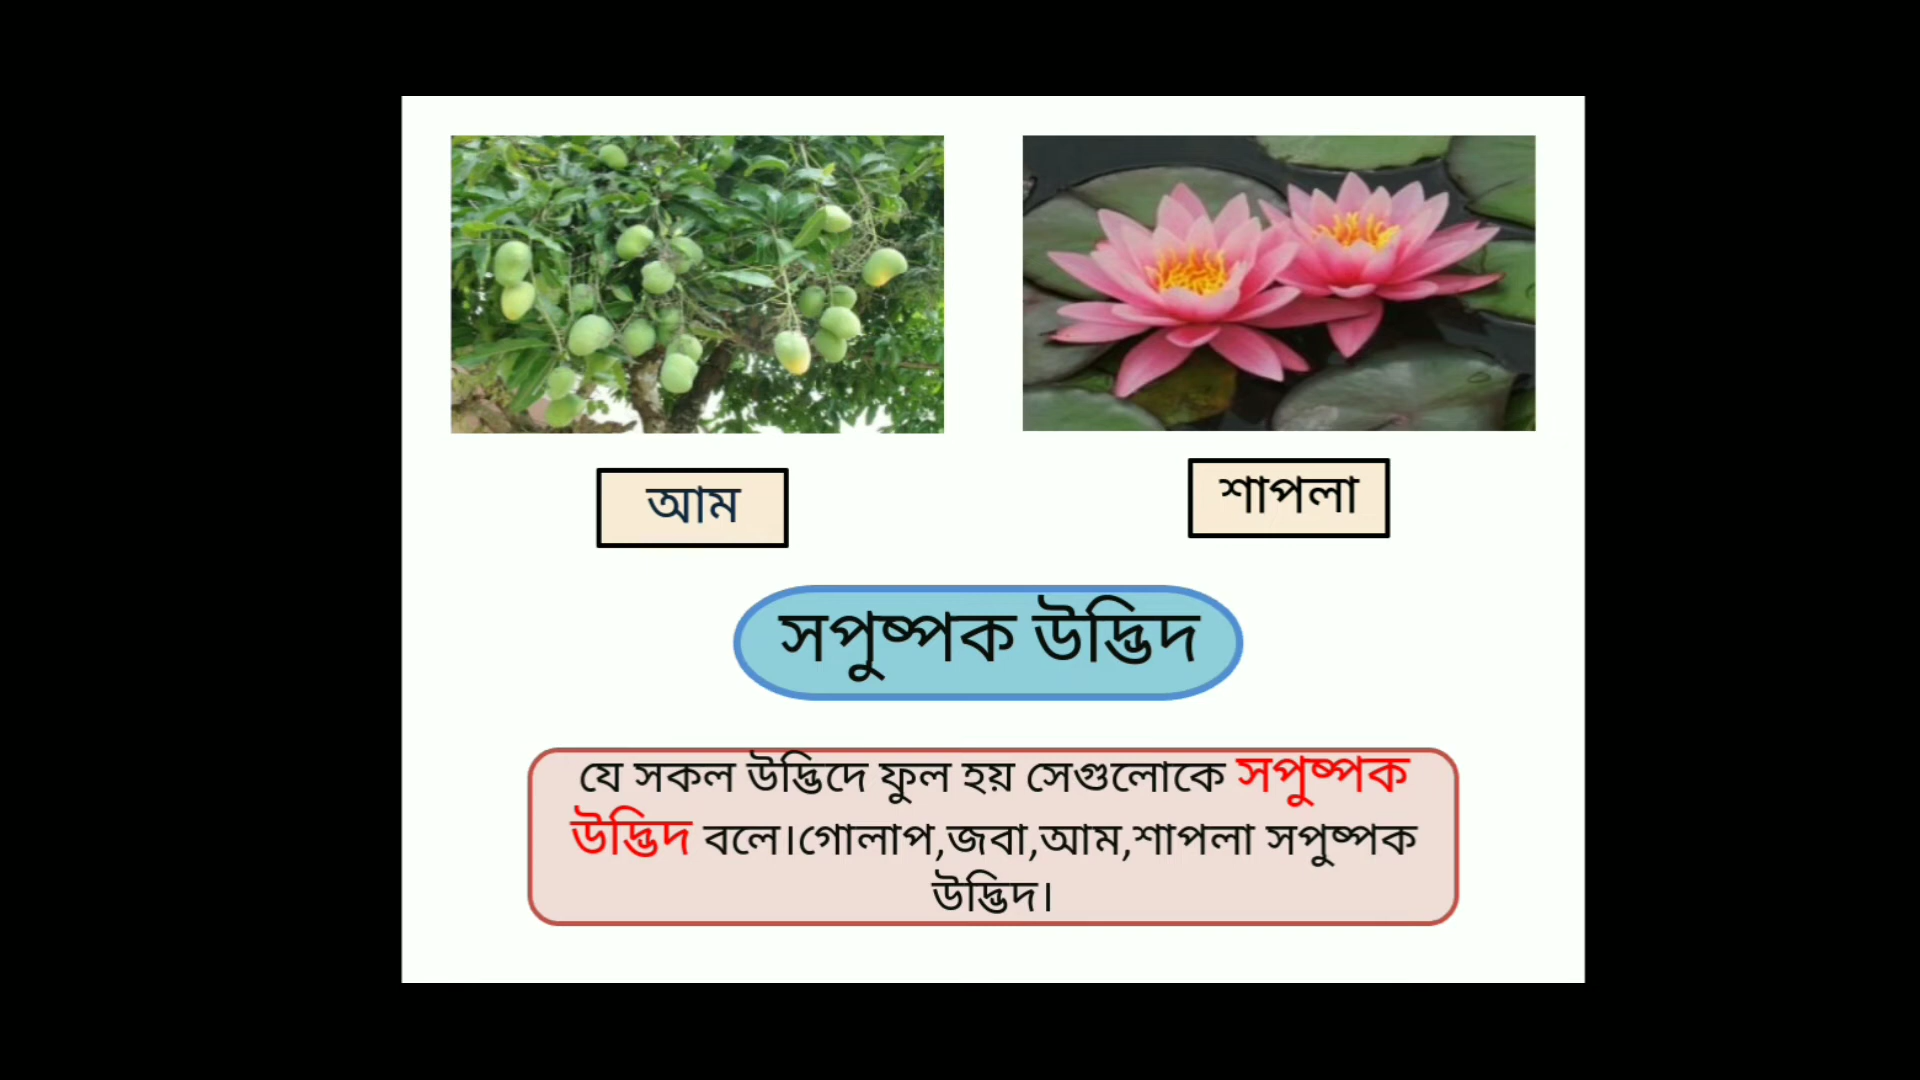 আম
শাপলা
সপুষ্পক উদ্ভিদ
যে সকল উদ্ভিদে ফুল হয় সেগুলোকে সপুষ্পক
উদ্ভিদ বলে।গোলাপ,জবা,আম,শাপলা সপুষ্পক
উদ্ভিদ।